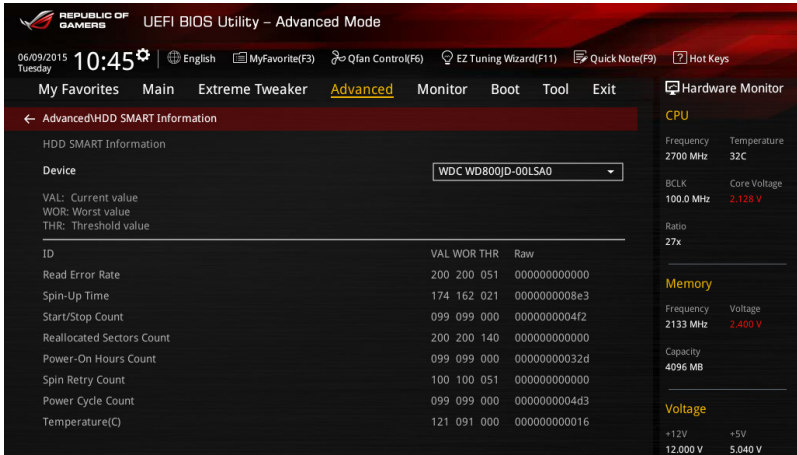 REPUBLIC OF
GAMERS
UEFI BIOS Utility – Advanced Mode
06/09/2015
Tuesday
10:45
English
MyFavorite(F3)
Qfan Control(F6)
EZ Tuning Wizard(F11)
Quick Note(F9)
? Hot Keys
My Favorites Main Extreme Tweaker Advanced Monitor Boot Tool Exit
Hardware Monitor
← Advanced\HDD SMART Information
HDD SMART Information
Device WDC WD800JD-00LSA0
VAL: Current value
WOR: Worst value
THR: Threshold value
ID VAL WOR THR Raw
Read Error Rate 200 200 051 000000000000
Spin-Up Time 174 162 021 0000000008e3
Start/Stop Count 099 099 000 0000000004f2
Reallocated Sectors Count 200 200 140 000000000000
Power-On Hours Count 099 099 000 00000000032d
Spin Retry Count 100 100 051 000000000000
Power Cycle Count 099 099 000 0000000004d3
Temperature(C) 121 091 000 000000000016
CPU
Frequency Temperature
2700 MHz 32C
BCLK Core Voltage
100.0 MHz 2.128 V
Ratio
27x
Memory
Frequency Voltage
2133 MHz 2.400 V
Capacity
4096 MB
Voltage
+12V +5V
12.000 V 5.040 V